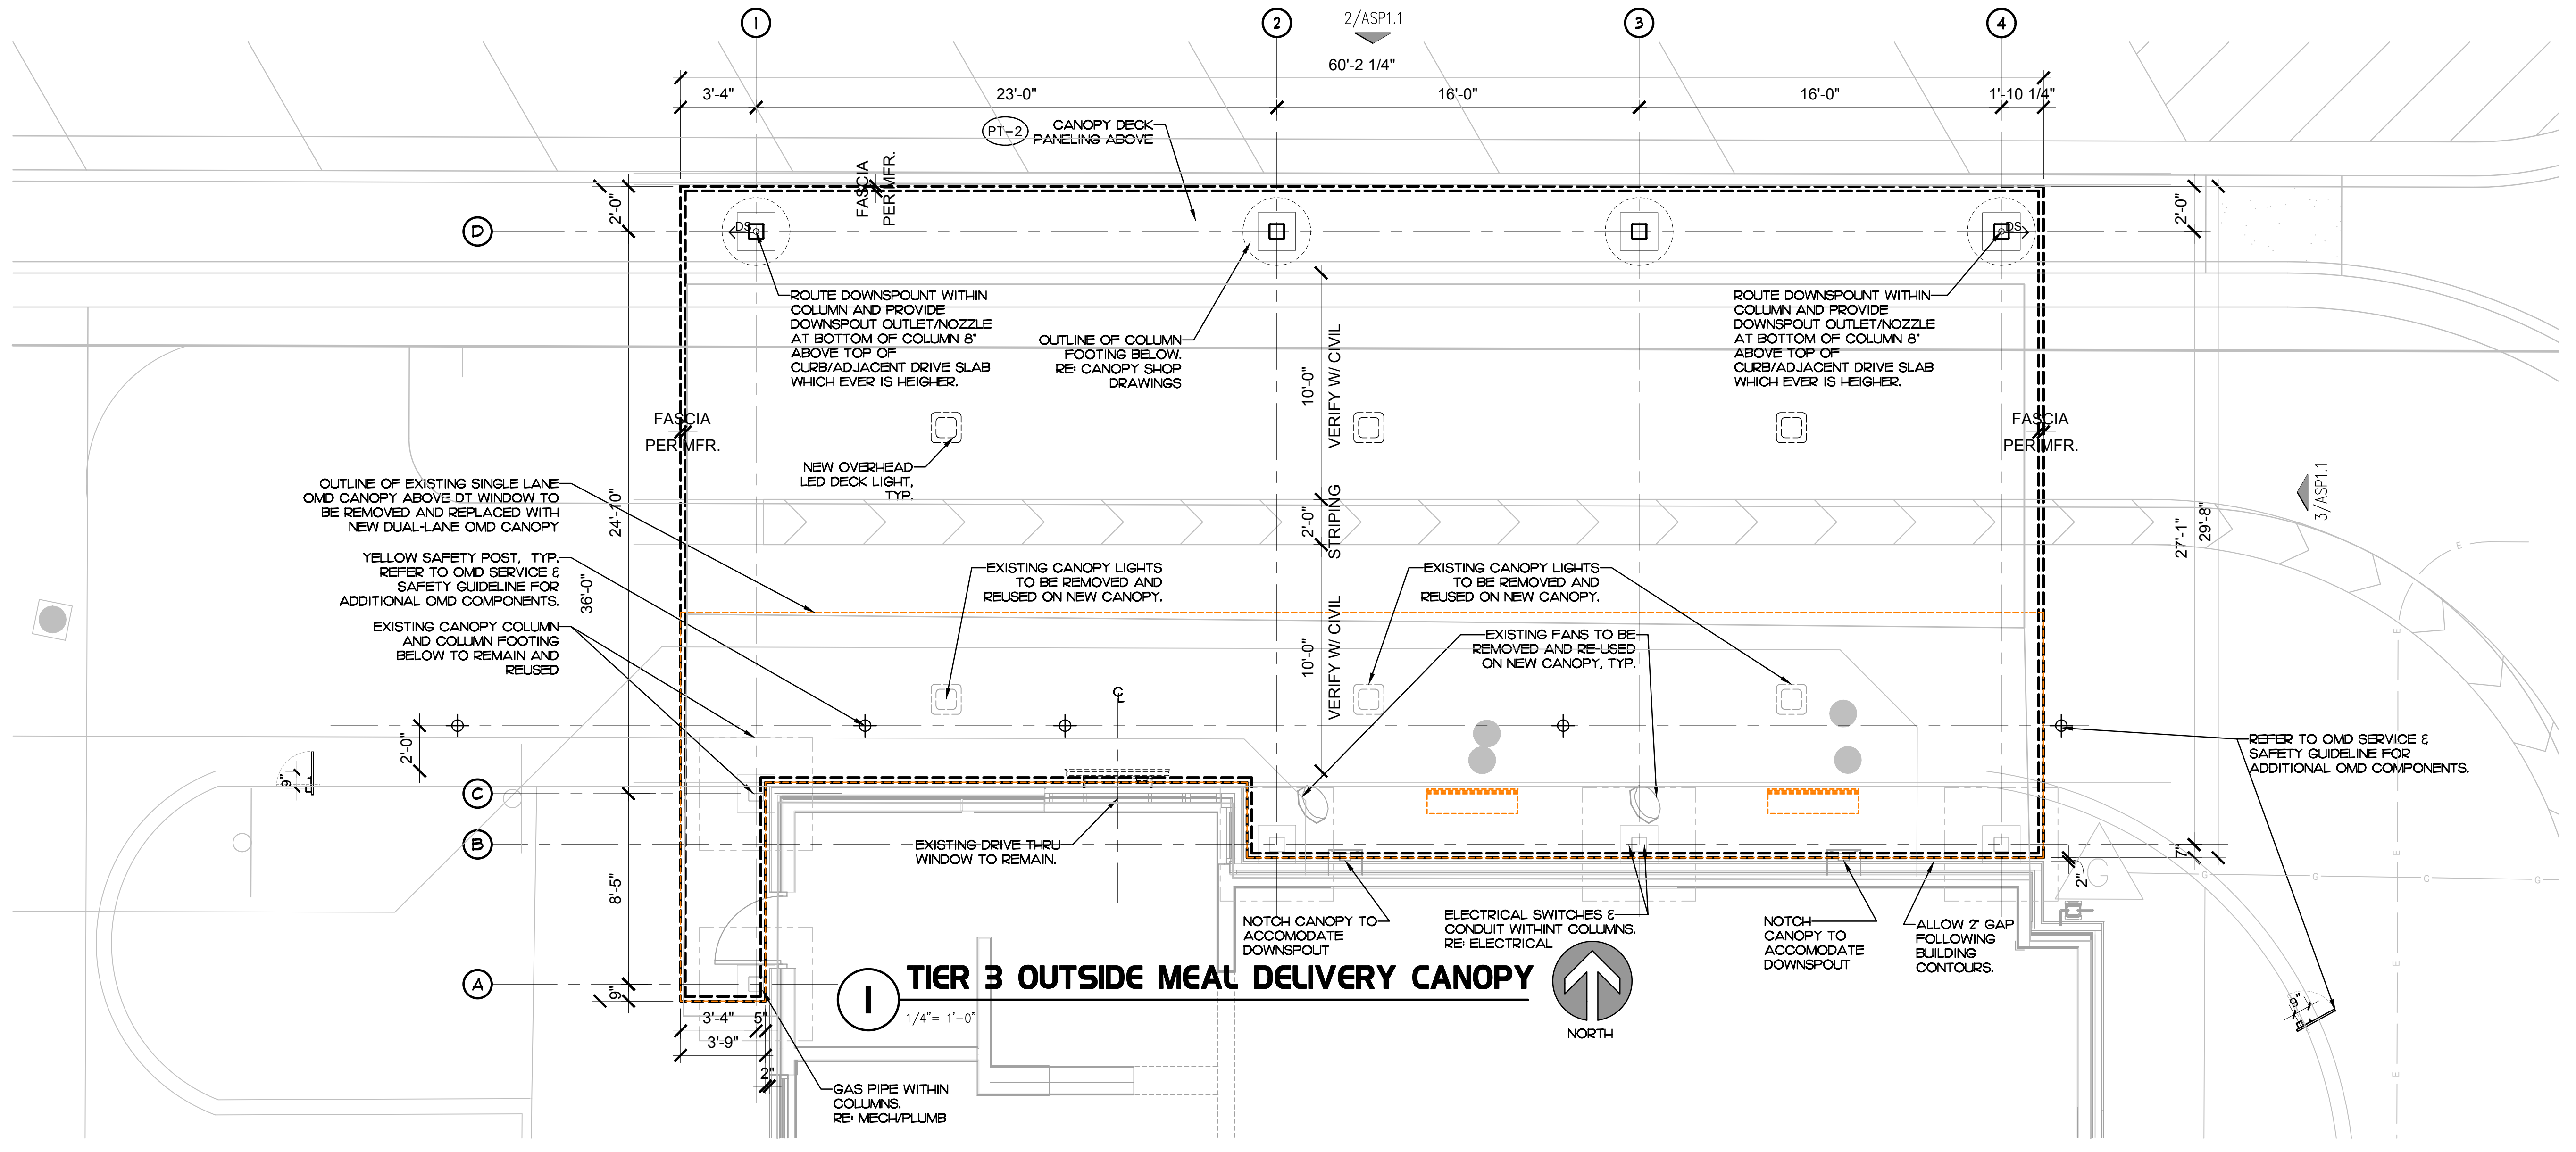 1
2
3
4
2/ASP1.1
60'-2 1/4"
3'-4"
23'-0"
16'-0"
16'-0"
1'-10 1/4"
PT-2
CANOPY DECK
PANELING ABOVE
FASCIA
PER MFR.
2'-0"
2'-0"
D
DS
DS
ROUTE DOWNSPOUNT WITHIN
COLUMN AND PROVIDE
DOWNSPOUT OUTLET/NOZZLE
AT BOTTOM OF COLUMN 8"
ABOVE TOP OF
CURB/ADJACENT DRIVE SLAB
WHICH EVER IS HEIGHER.
OUTLINE OF COLUMN
FOOTING BELOW.
RE: CANOPY SHOP
DRAWINGS
10'-0"
VERIFY W/ CIVIL
ROUTE DOWNSPOUNT WITHIN
COLUMN AND PROVIDE
DOWNSPOUT OUTLET/NOZZLE
AT BOTTOM OF COLUMN 8"
ABOVE TOP OF
CURB/ADJACENT DRIVE SLAB
WHICH EVER IS HEIGHER.
FASCIA
PER MFR.
FASCIA
PER MFR.
NEW OVERHEAD
LED DECK LIGHT,
TYP.
OUTLINE OF EXISTING SINGLE LANE
OMD CANOPY ABOVE DT WINDOW TO
BE REMOVED AND REPLACED WITH
NEW DUAL-LANE OMD CANOPY
24'-10"
2'-0"
STRIPING
27'-1"
29'-8"
3/ASP1.1
YELLOW SAFETY POST, TYP.
REFER TO OMD SERVICE &
SAFETY GUIDELINE FOR
ADDITIONAL OMD COMPONENTS.
36'-0"
EXISTING CANOPY LIGHTS
TO BE REMOVED AND
REUSED ON NEW CANOPY.
EXISTING CANOPY LIGHTS
TO BE REMOVED AND
REUSED ON NEW CANOPY.
E
EXISTING CANOPY COLUMN
AND COLUMN FOOTING
BELOW TO REMAIN AND
REUSED
10'-0"
VERIFY W/ CIVIL
EXISTING FANS TO BE
REMOVED AND RE-USED
ON NEW CANOPY, TYP.
E
E
CL
2'-0"
9"
REFER TO OMD SERVICE &
SAFETY GUIDELINE FOR
ADDITIONAL OMD COMPONENTS.
C
B
EXISTING DRIVE THRU
WINDOW TO REMAIN.
7"
2"
G
G
G
G
G
E
E
8'-5"
NOTCH CANOPY TO
ACCOMODATE
DOWNSPOUT
ELECTRICAL SWITCHES &
CONDUIT WITHINT COLUMNS.
RE: ELECTRICAL
NOTCH
CANOPY TO
ACCOMODATE
DOWNSPOUT
ALLOW 2" GAP
FOLLOWING
BUILDING
CONTOURS.
A
9"
1
TIER 3 OUTSIDE MEAL DELIVERY CANOPY
1/4"= 1'-0"
NORTH
9"
E
3'-4"
5"
3'-9"
2"
GAS PIPE WITHIN
COLUMNS.
RE: MECH/PLUMB